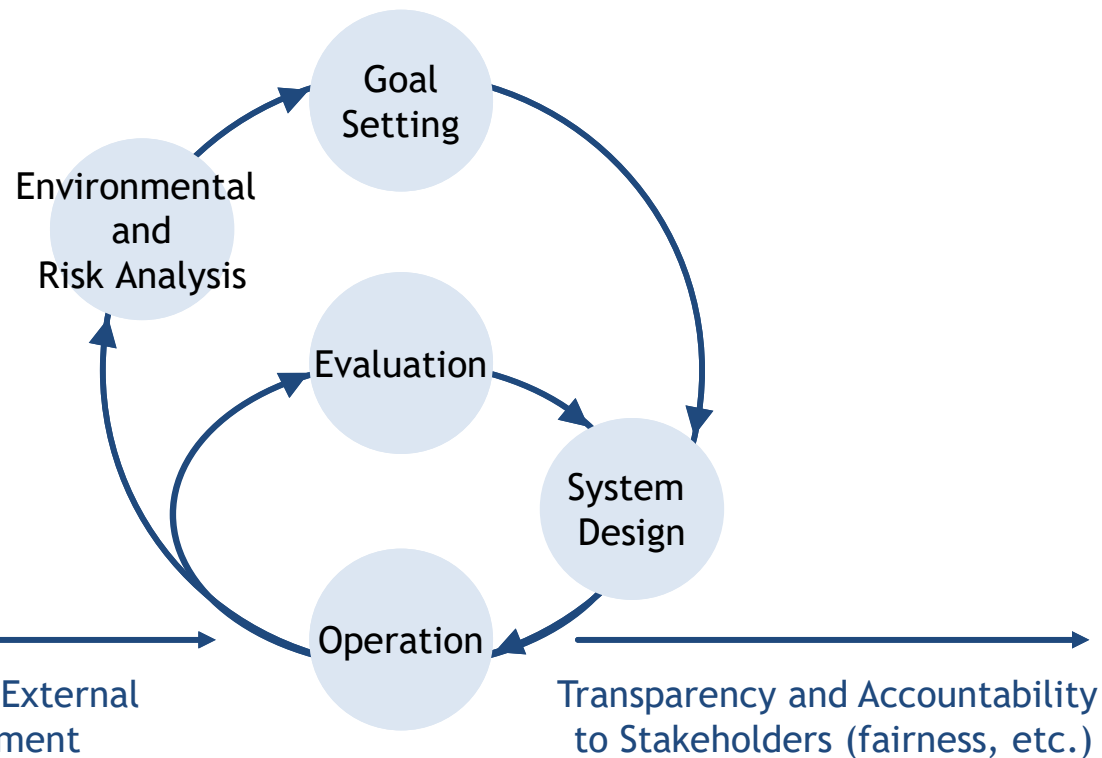 Goal
Setting
Environmental
and
Risk Analysis
Evaluation
System
Design
Operation
External
ment
Transparency and Accountability
to Stakeholders (fairness, etc.)